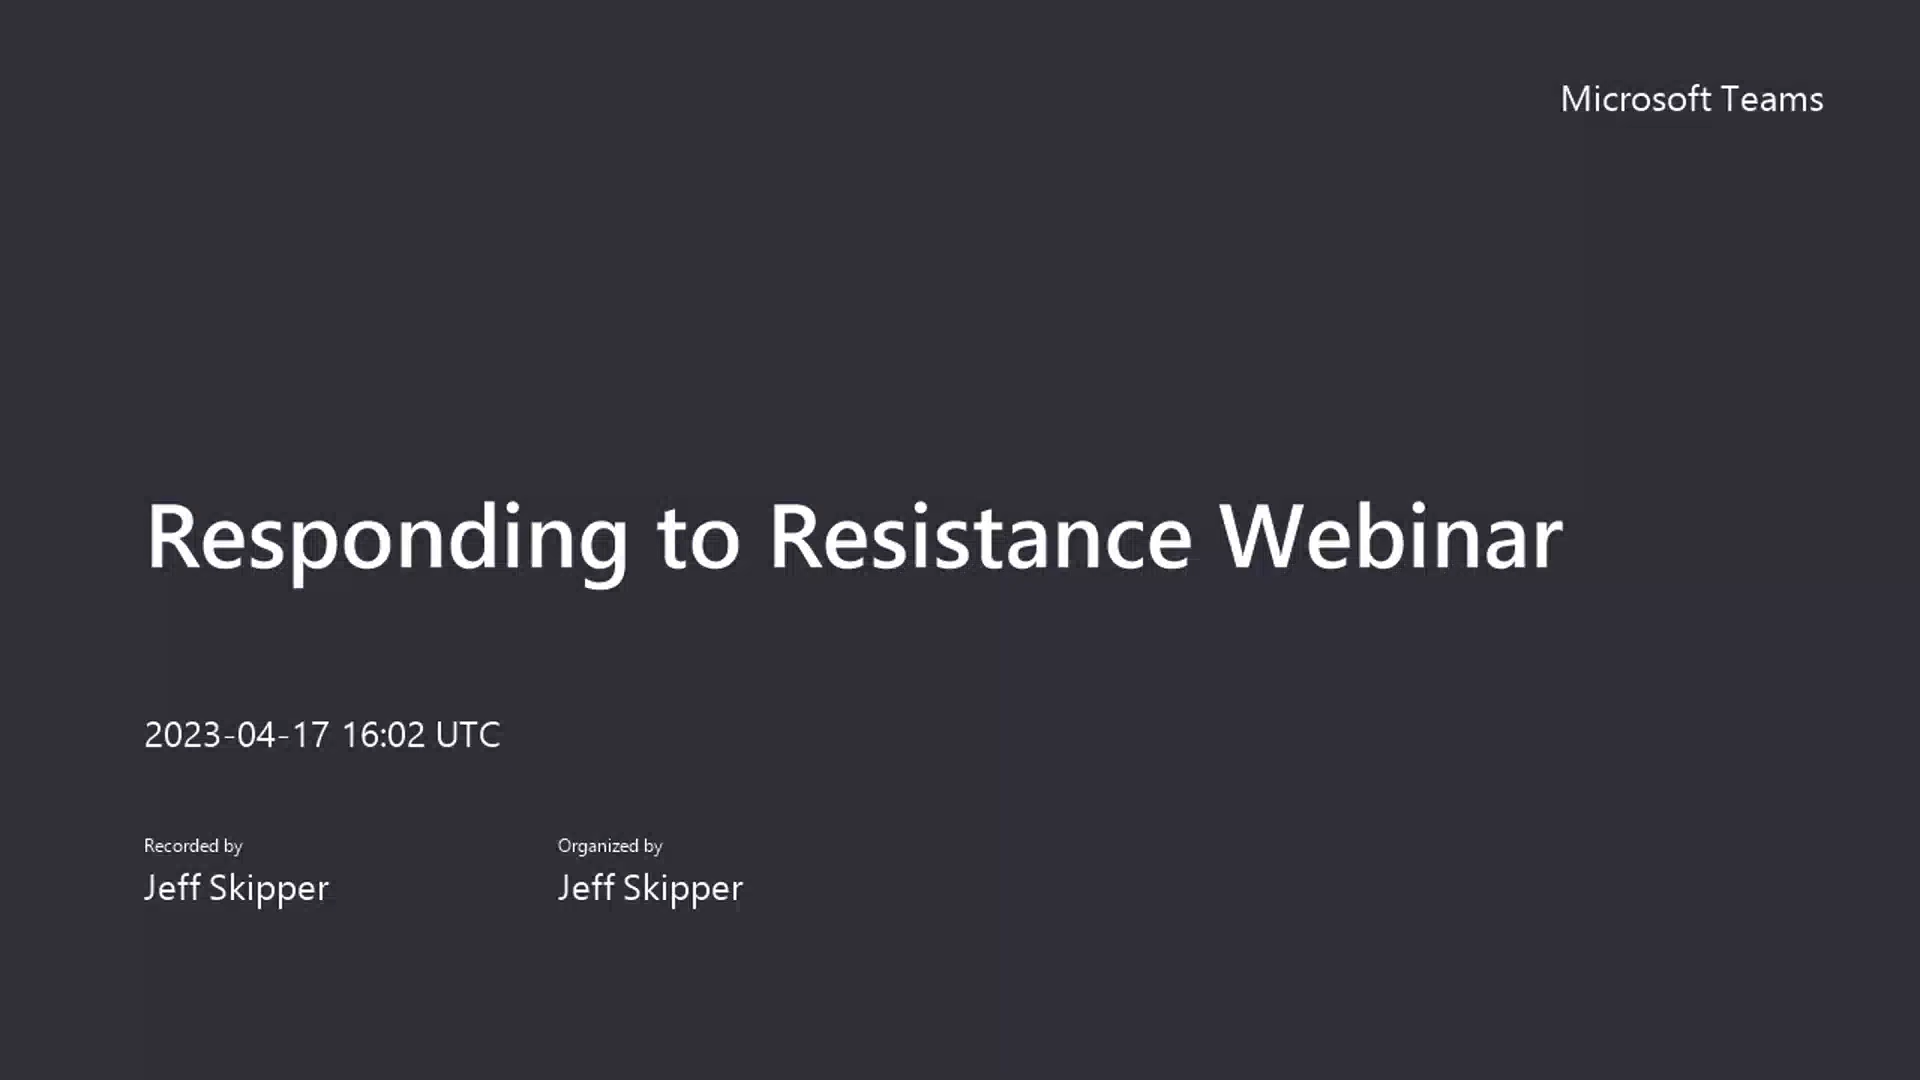 Microsoft Teams
Responding to Resistance Webinar
2023-04-17 16:02 UTC
Recorded by
Jeff Skipper
Organized by
Jeff Skipper